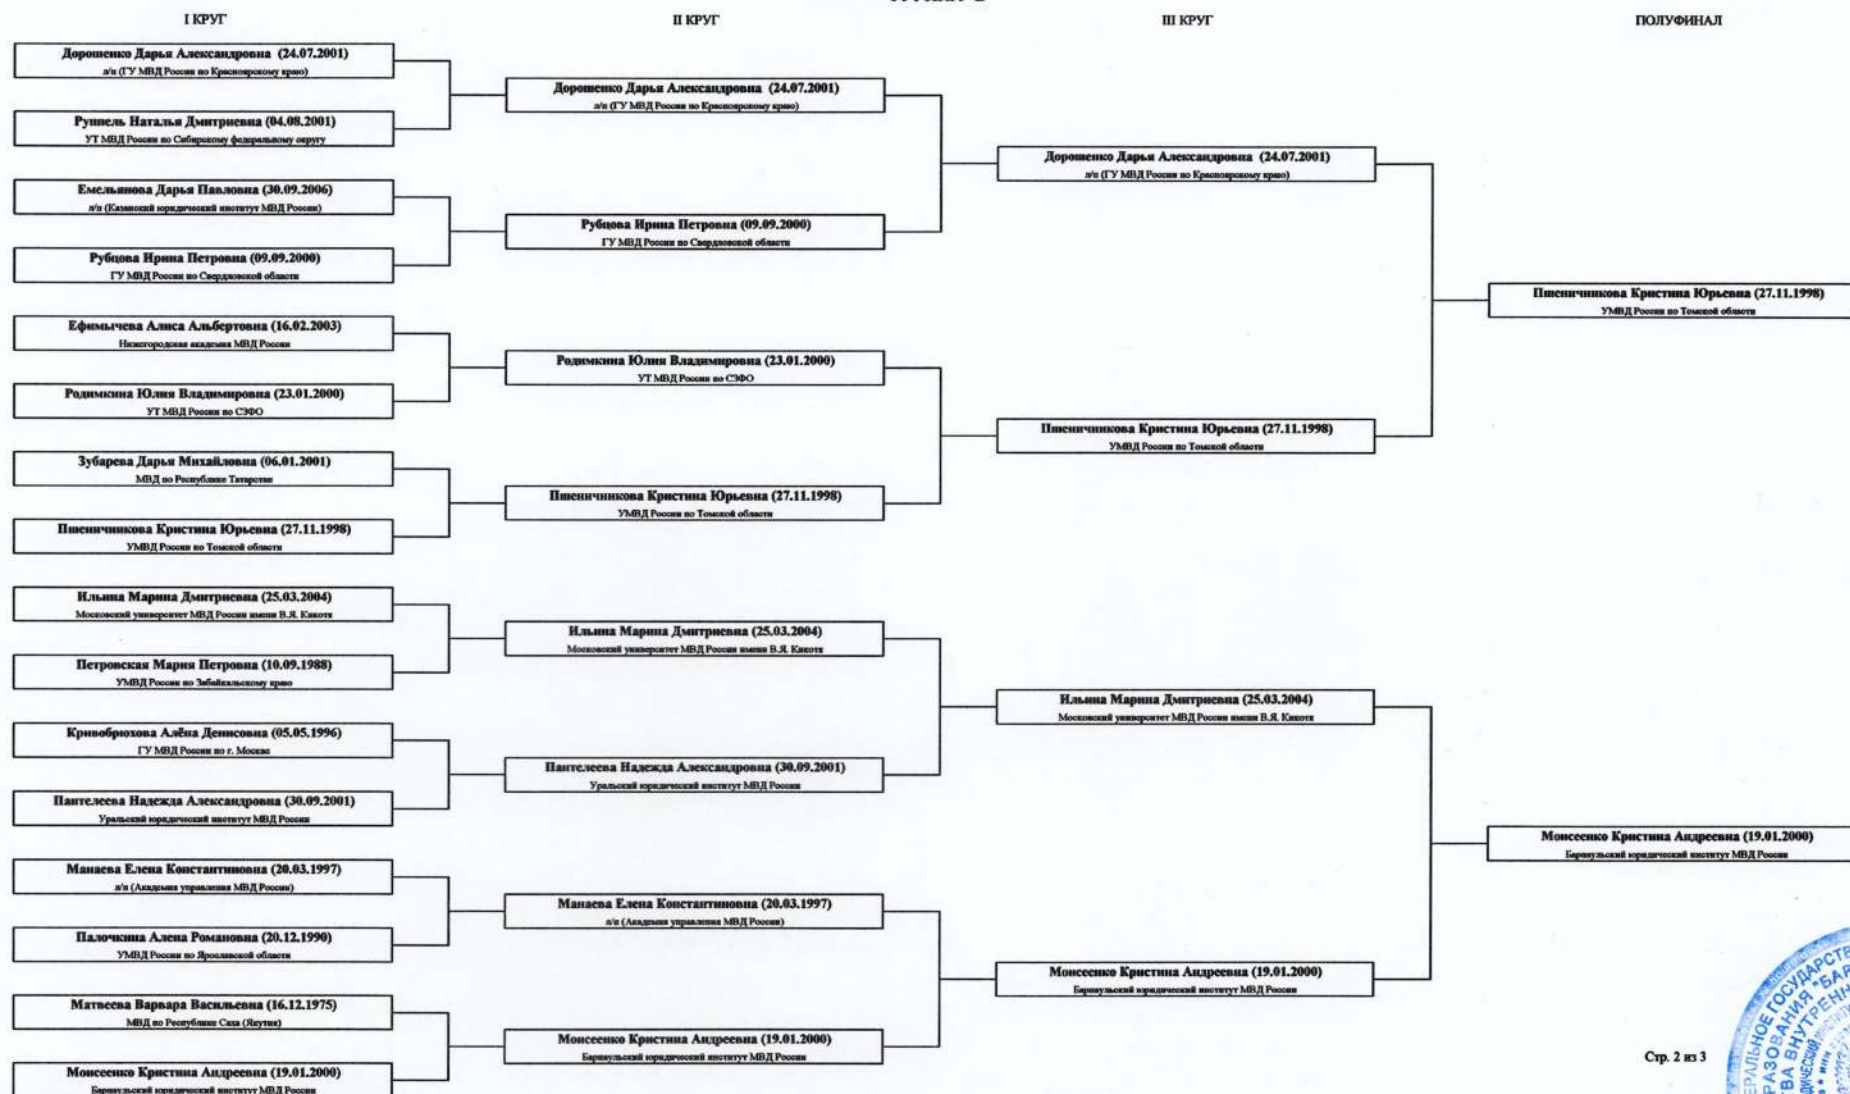 I КРУГ
II КРУГ
III КРУГ
ПОЛУФИНАЛ
Дорошенко Дарья Александровна (24.07.2001)
л/п (ГУ МВД России по Красноярскому краю)
Руппель Наталья Дмитриевна (04.08.2001)
УТ МВД России по Сибирскому федеральному округу
Емельянова Дарья Павловна (30.09.2006)
л/п (Казанский юридический институт МВД России)
Рубцова Ирина Петровна (09.09.2000)
ГУ МВД России по Свердловской области
Ефимычева Алиса Альбертовна (16.02.2003)
Нижегородская академия МВД России
Родимкина Юлия Владимировна (23.01.2000)
УТ МВД России по СЗФО
Зубарева Дарья Михайловна (06.01.2001)
МВД по Республике Татарстан
Пшеничникова Кристина Юрьевна (27.11.1998)
УМВД России по Томской области
Ильина Марина Дмитриевна (25.03.2004)
Московский университет МВД России имени В.Я. Кикотя
Петровская Мария Петровна (10.09.1988)
УМВД России по Забайкальскому краю
Кривобрюхова Алёна Денисовна (05.05.1996)
ГУ МВД России по г. Москве
Пантелеева Надежда Александровна (30.09.2001)
Уральский юридический институт МВД России
Манаева Елена Константиновна (20.03.1997)
л/п (Академия управления МВД России)
Палочкина Алена Романовна (20.12.1990)
УМВД России по Ярославской области
Матвеева Варвара Васильевна (16.12.1975)
МВД по Республике Саха (Якутия)
Моисеенко Кристина Андреевна (19.01.2000)
Барнаульский юридический институт МВД России
Дорошенко Дарья Александровна (24.07.2001)
л/п (ГУ МВД России по Красноярскому краю)
Рубцова Ирина Петровна (09.09.2000)
ГУ МВД России по Свердловской области
Родимкина Юлия Владимировна (23.01.2000)
УТ МВД России по СЗФО
Пшеничникова Кристина Юрьевна (27.11.1998)
УМВД России по Томской области
Ильина Марина Дмитриевна (25.03.2004)
Московский университет МВД России имени В.Я. Кикотя
Пантелеева Надежда Александровна (30.09.2001)
Уральский юридический институт МВД России
Манаева Елена Константиновна (20.03.1997)
л/п (Академия управления МВД России)
Моисеенко Кристина Андреевна (19.01.2000)
Барнаульский юридический институт МВД России
Дорошенко Дарья Александровна (24.07.2001)
л/п (ГУ МВД России по Красноярскому краю)
Пшеничникова Кристина Юрьевна (27.11.1998)
УМВД России по Томской области
Ильина Марина Дмитриевна (25.03.2004)
Московский университет МВД России имени В.Я. Кикотя
Моисеенко Кристина Андреевна (19.01.2000)
Барнаульский юридический институт МВД России
Пшеничникова Кристина Юрьевна (27.11.1998)
УМВД России по Томской области
Моисеенко Кристина Андреевна (19.01.2000)
Барнаульский юридический институт МВД России
Стр. 2 из 3